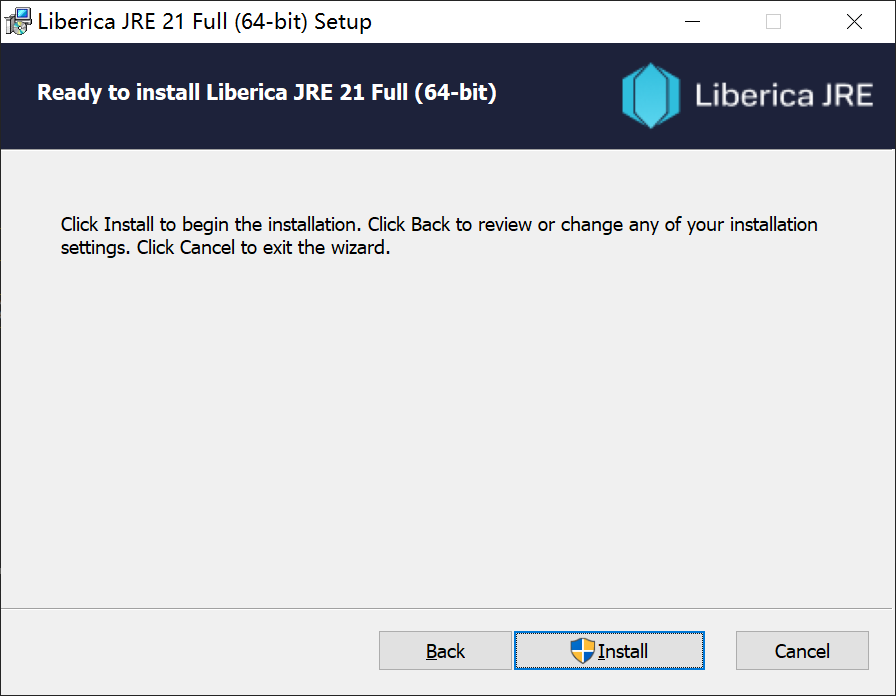 Liberica JRE 21 Full (64-bit) Setup
Ready to install Liberica JRE 21 Full (64-bit)
Liberica JRE
Click Install to begin the installation. Click Back to review or change any of your installation
settings. Click Cancel to exit the wizard.
Back
Install
Cancel